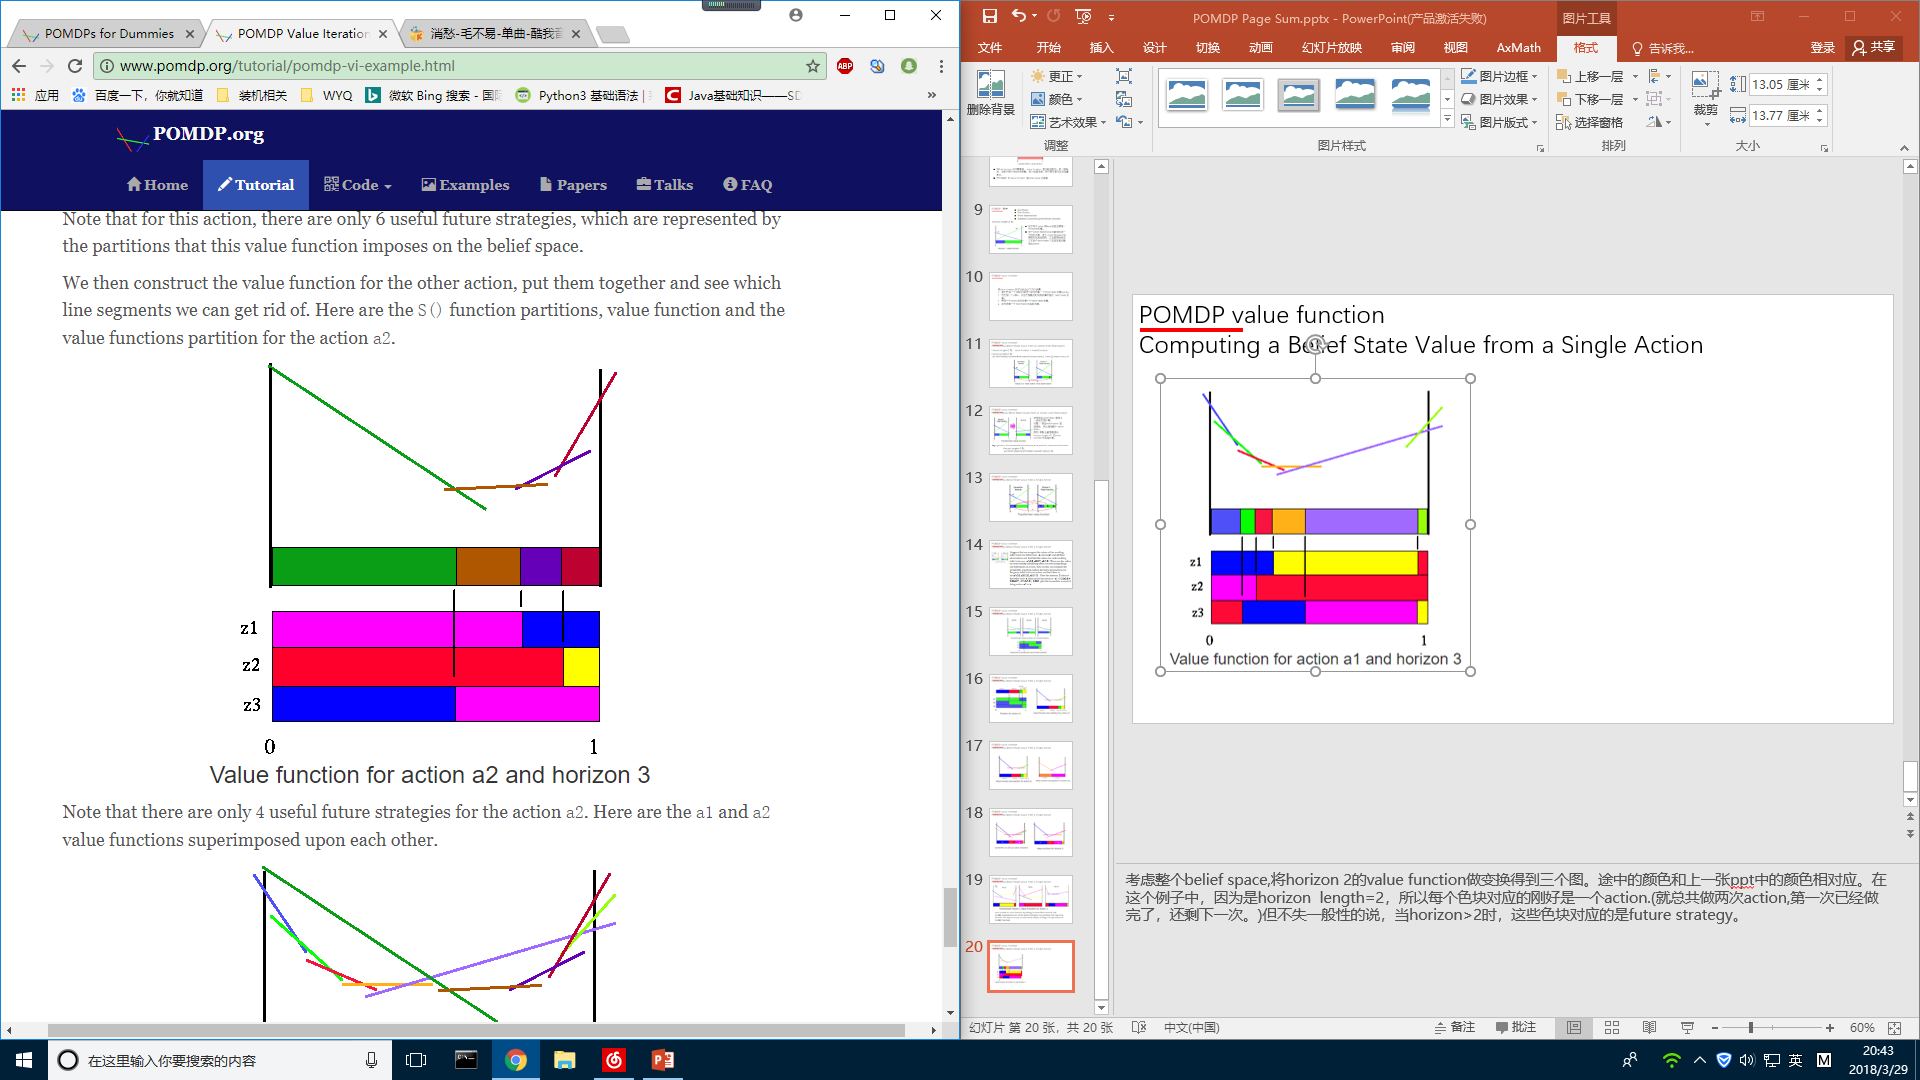 POMDPs for Dummies
POMDP Value Iteration
消愁-毛不易-单曲-酷我音
www.pomdp.org/tutorial/pomdp-vi-example.html
ABP
应用
百度一下，你就知道
装机相关
WYQ
微软 Bing 搜索 - 国际
Python3 基础语法 |
Java基础知识——SD
»
POMDP.org
Home
Tutorial
Code
Examples
Papers
Talks
FAQ
Note that for this action, there are only 6 useful future strategies, which are represented by
the partitions that this value function imposes on the belief space.
We then construct the value function for the other action, put them together and see which
line segments we can get rid of. Here are the S() function partitions, value function and the
value functions partition for the action a2.
z1
z2
z3
0 1
Value function for action a2 and horizon 3
Note that there are only 4 useful future strategies for the action a2. Here are the a1 and a2
value functions superimposed upon each other.
POMDP Page Sum.pptx - PowerPoint(产品激活失败)
图片工具
文件
开始
插入
设计
切换
动画
幻灯片放映
审阅
视图
AxMath
格式
告诉我...
登录
共享
删除背景
更正
颜色
艺术效果
调整
图片样式
图片边框
图片效果
图片版式
上移一层
下移一层
选择窗格
排列
裁剪
13.05 厘米
13.77 厘米
大小
9
10
11
12
13
14
15
16
17
18
19
20
POMDP value function
Computing a Belief State Value from a Single Action
z1
z2
z3
0 1
Value function for action a1 and horizon 3
考虑整个belief space,将horizon 2的value function做变换得到三个图。途中的颜色和上一张ppt中的颜色相对应。在
这个例子中，因为是horizon length=2，所以每个色块对应的刚好是一个action.(就总共做两次action,第一次已经做
完了，还剩下一次。)但不失一般性的说，当horizon>2时，这些色块对应的是future strategy。
幻灯片 第 20 张，共 20 张
中文(中国)
备注
批注
60%
在这里输入你要搜索的内容
英
M
20:43
2018/3/29